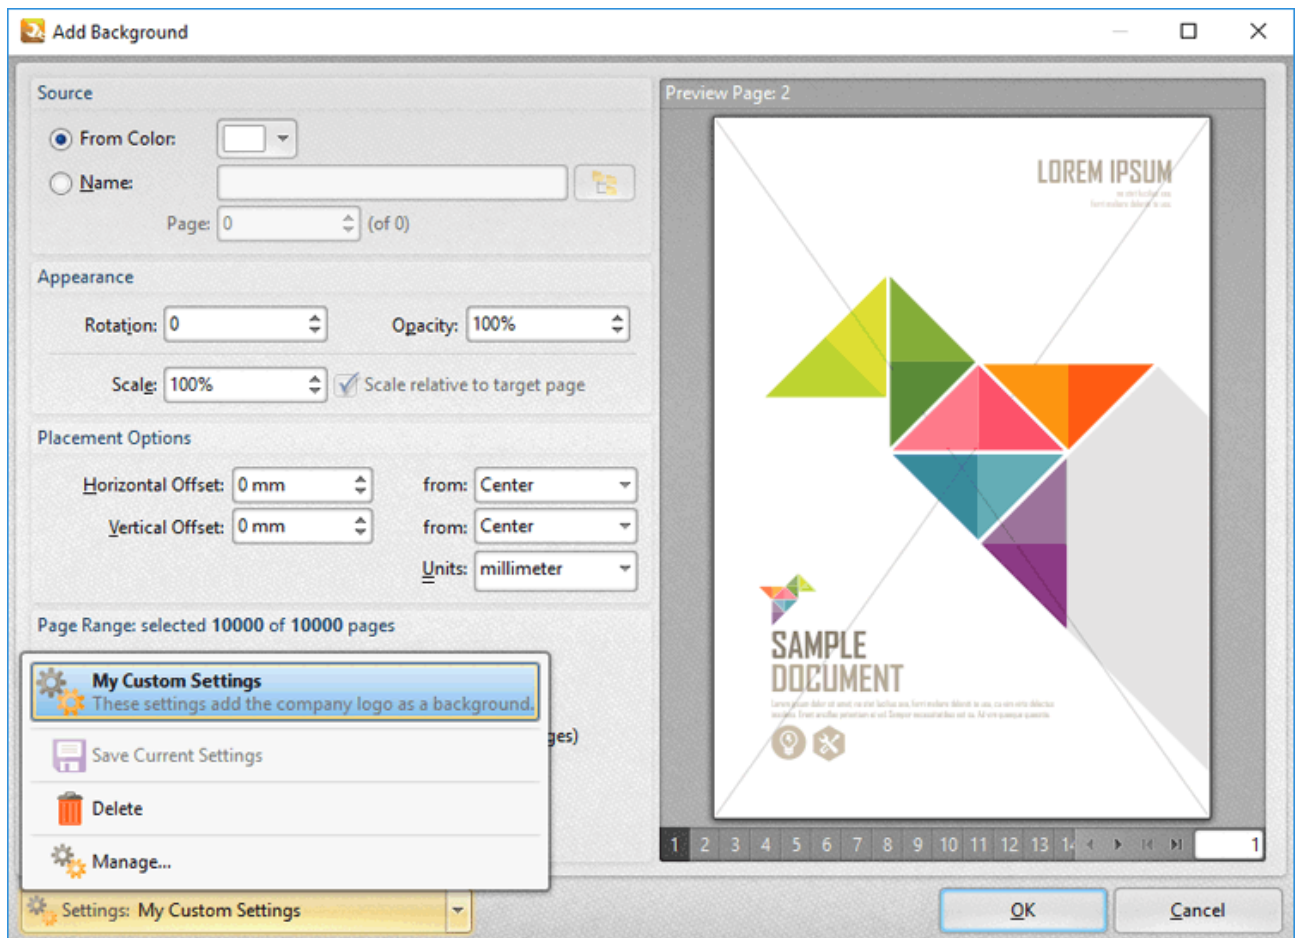 Add Background
Source
From Color:
Name:
Page: 0 (of 0)
Appearance
Rotation: 0 Opacity: 100%
Scale: 100% Scale relative to target page
Placement Options
Horizontal Offset: 0 mm from: Center
Vertical Offset: 0 mm from: Center
Units: millimeter
Page Range: selected 10000 of 10000 pages
My Custom Settings
These settings add the company logo as a background.
ges)
Save Current Settings
Delete
Manage...
Settings: My Custom Settings
Preview Page: 2
LOREM IPSUM
SAMPLE
DOCUMENT
1 2 3 4 5 6 7 8 9 10 11 12 13 1
OK Cancel